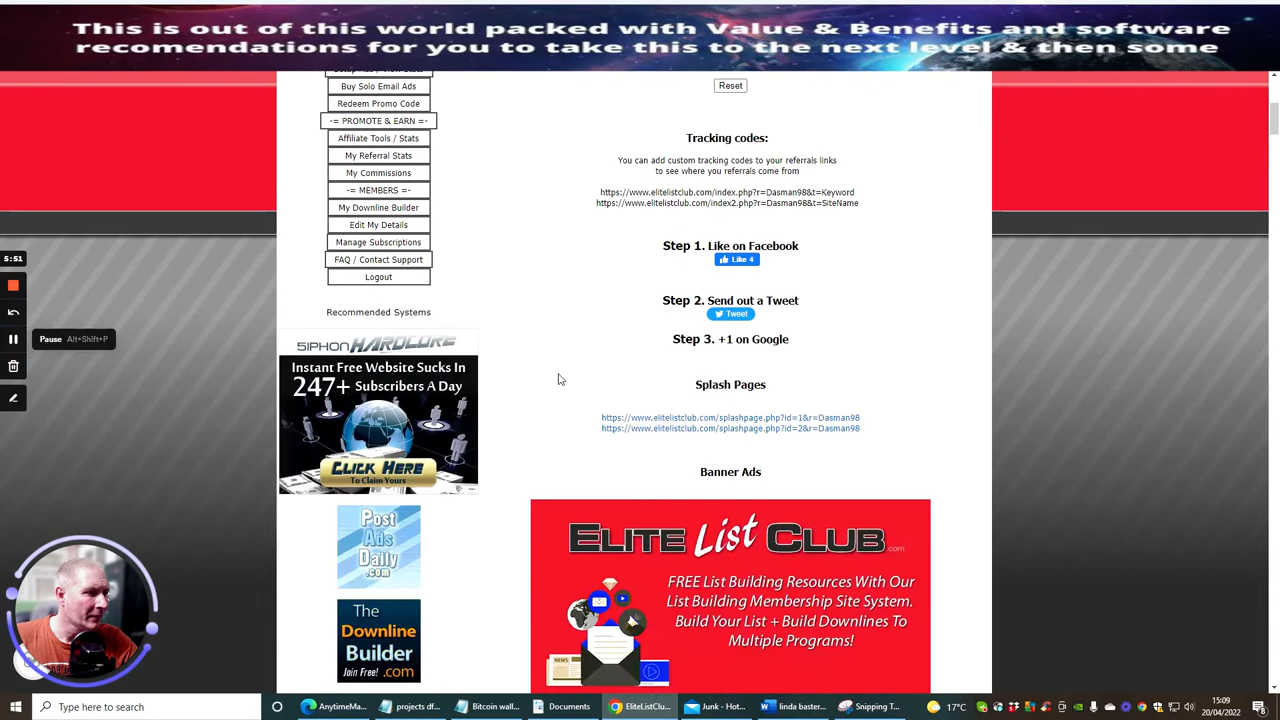 This is out of this world packed with Value & Benefits and software
recomendations for you to take this to the next level & then some
Buy Solo Email Ads
Redeem Promo Code
-= PROMOTE & EARN =-
Affiliate Tools / Stats
My Referral Stats
My Commissions
-= MEMBERS =-
My Downline Builder
Edit My Details
Manage Subscriptions
FAQ / Contact Support
Logout
Recommended Systems
SIPHON HARDCORE
Instant Free Website Sucks In
247+ Subscribers A Day
CLICK HERE
To Claim Yours
Post
Ads
Daily
.com
The
Downline
Builder
Join Free! .com
Reset
Tracking codes:
You can add custom tracking codes to your referrals links
to see where you referrals come from
https://www.elitelistclub.com/index.php?r=Dasman98&t=Keyword
https://www.elitelistclub.com/index2.php?r=Dasman98&t=SiteName
Step 1. Like on Facebook
Like 4
Step 2. Send out a Tweet
Tweet
Step 3. +1 on Google
Splash Pages
https://www.elitelistclub.com/splashpage.php?id=1&r=Dasman98
https://www.elitelistclub.com/splashpage.php?id=2&r=Dasman98
Banner Ads
ELITE List CLUB.com
FREE List Building Resources With Our
List Building Membership Site System.
Build Your List + Build Downlines To
Multiple Programs!
NEWS
5:51
Pause Alt+Shift+P
Type here to search
AnytimeMa...
projects df...
Bitcoin wall...
Documents
EliteListClu...
Junk - Hot...
linda baster...
Snipping T...
17°C
15:09
20/04/2022